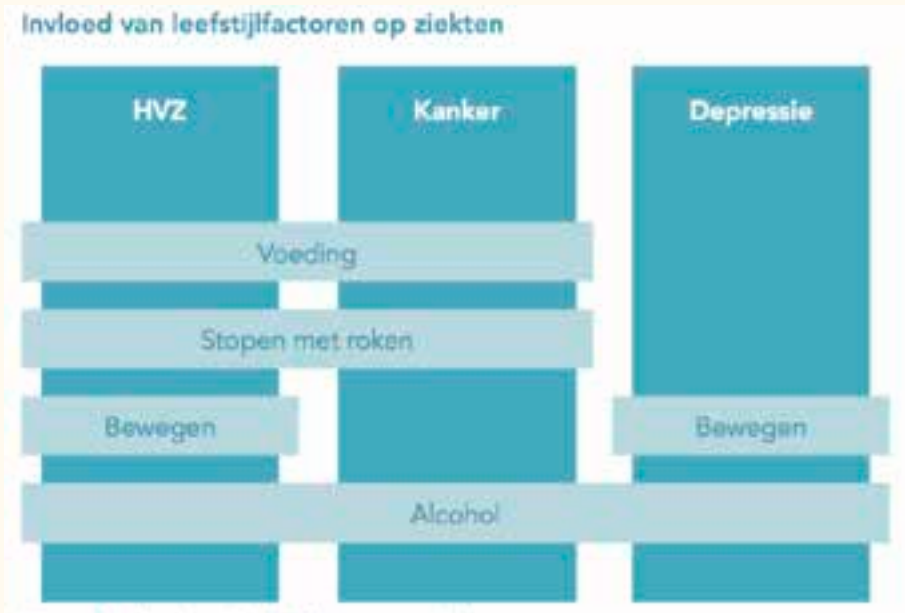 Invloed van leefstijlfactoren op ziekten
HVZ
Kanker
Depressie
Voeding
Stopen met roken
Bewegen
Bewegen
Alcohol